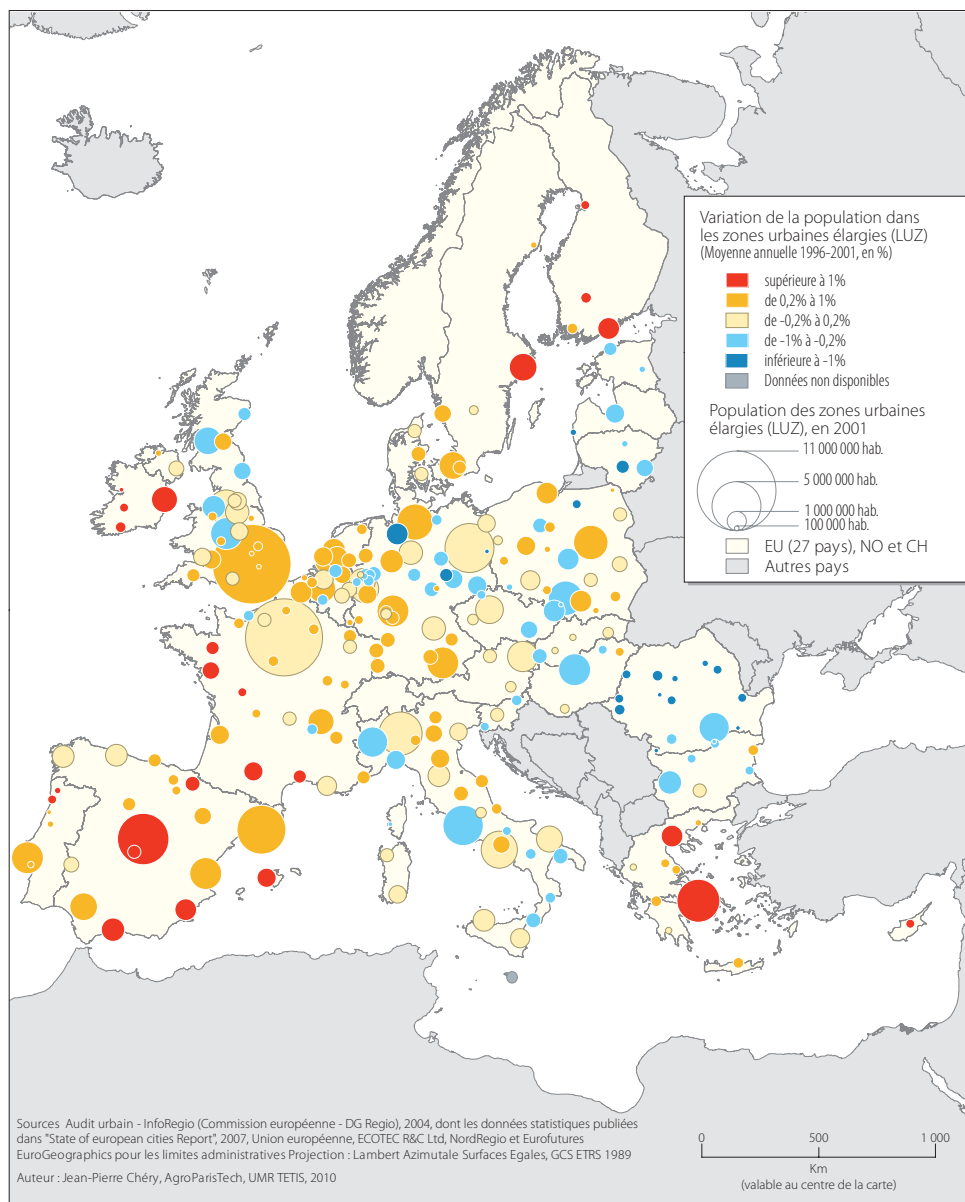 Variation de la population dans
les zones urbaines élargies (LUZ)
(Moyenne annuelle 1996-2001, en %)
supérieure à 1%
de 0,2% à 1%
de -0,2% à 0,2%
de -1% à -0,2%
inférieure à -1%
Données non disponibles
Population des zones urbaines
élargies (LUZ), en 2001
11 000 000 hab.
5 000 000 hab.
1 000 000 hab.
100 000 hab.
EU (27 pays), NO et CH
Autres pays
Sources Audit urbain - InfoRegio (Commission européenne - DG Regio), 2004, dont les données statistiques publiées
dans "State of european cities Report", 2007, Union européenne, ECOTEC R&C Ltd, NordRegio et Eurofutures
EuroGeographics pour les limites administratives Projection : Lambert Azimutale Surfaces Egales, GCS ETRS 1989
Auteur : Jean-Pierre Chéry, AgroParisTech, UMR TETIS, 2010
0 500 1 000
Km
(valable au centre de la carte)